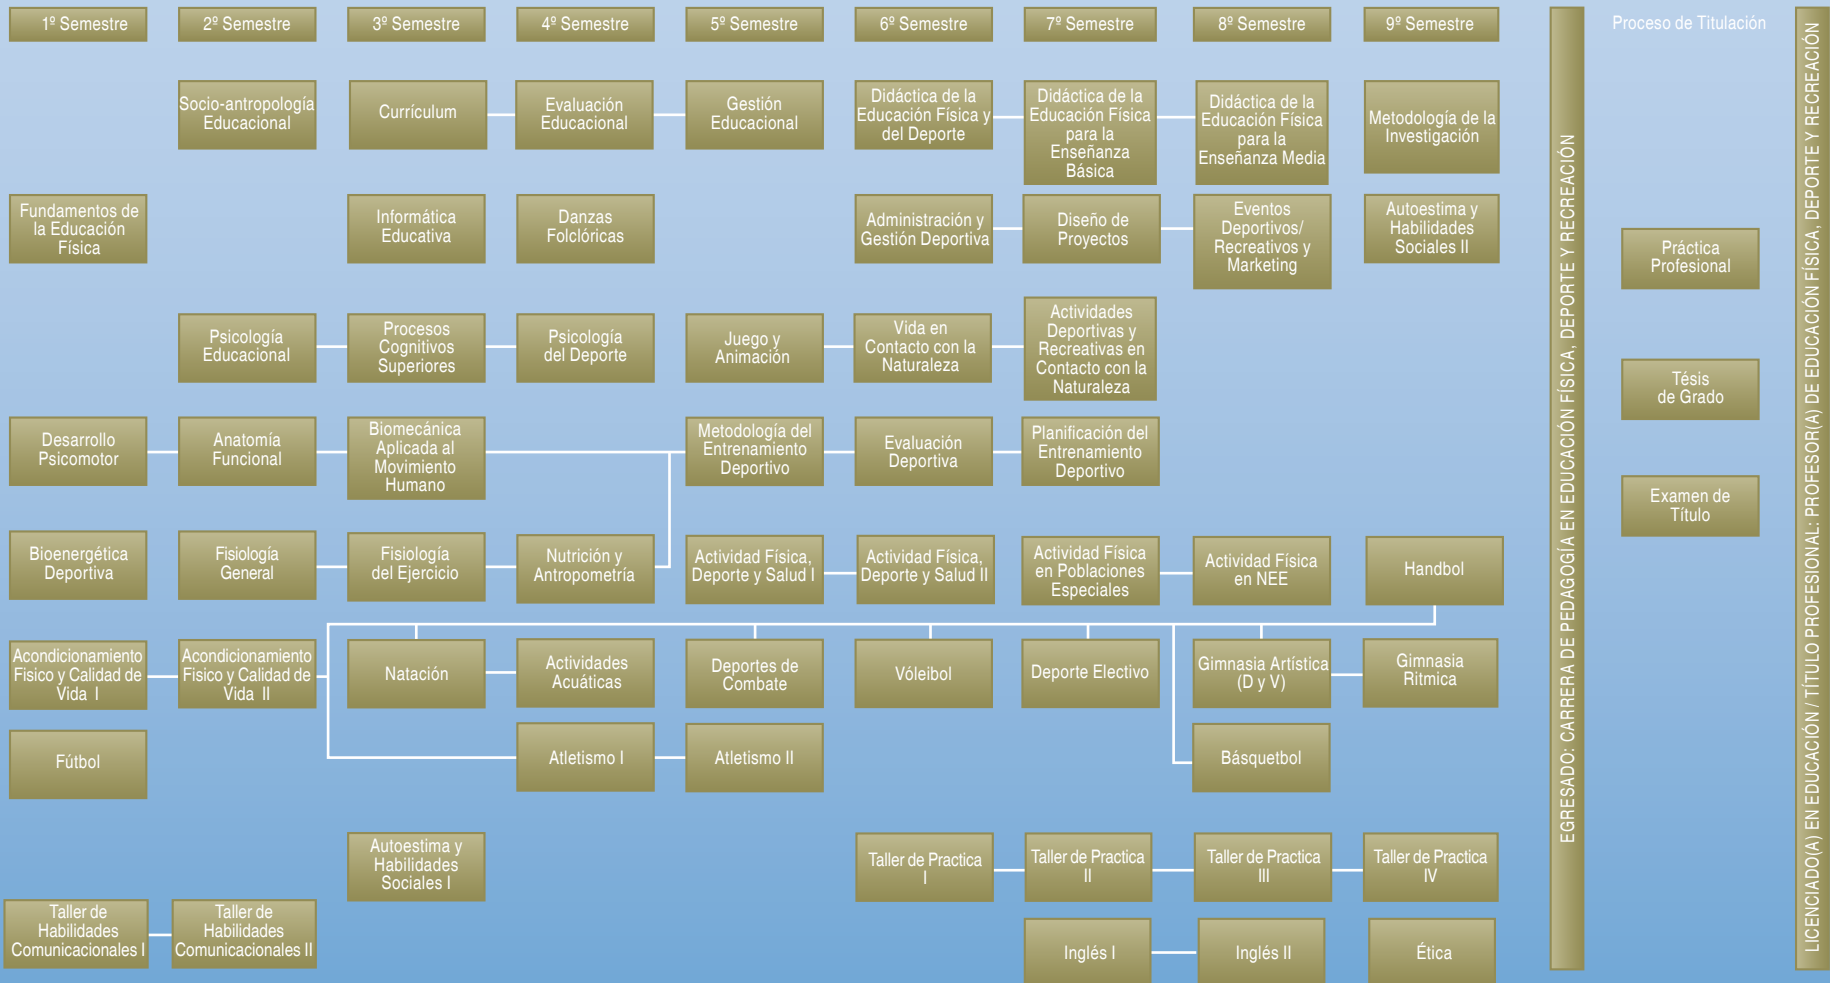 1º Semestre
2º Semestre
3º Semestre
4º Semestre
5º Semestre
6º Semestre
7º Semestre
8º Semestre
9º Semestre
Proceso de Titulación
Socio-antropología
Educacional
Currículum
Evaluación
Educacional
Gestión
Educacional
Didáctica de la
Educación Física y
del Deporte
Didáctica de la
Educación Física
para la
Enseñanza
Básica
Didáctica de la
Educación Física
para la
Enseñanza Media
Metodología de la
Investigación
Fundamentos de
la Educación
Física
Informática
Educativa
Danzas
Folclóricas
Administración y
Gestión Deportiva
Diseño de
Proyectos
Eventos
Deportivos/
Recreativos y
Marketing
Autoestima y
Habilidades
Sociales II
Psicología
Educacional
Procesos
Cognitivos
Superiores
Psicología
del Deporte
Juego y
Animación
Vida en
Contacto con la
Naturaleza
Actividades
Deportivas y
Recreativas en
Contacto con la
Naturaleza
Desarrollo
Psicomotor
Anatomía
Funcional
Biomecánica
Aplicada al
Movimiento
Humano
Metodología del
Entrenamiento
Deportivo
Evaluación
Deportiva
Planificación del
Entrenamiento
Deportivo
Bioenergética
Deportiva
Fisiología
General
Fisiología
del Ejercicio
Nutrición y
Antropometría
Actividad Física,
Deporte y Salud I
Actividad Física,
Deporte y Salud II
Actividad Física
en Poblaciones
Especiales
Actividad Física
en NEE
Handbol
Acondicionamiento
Fisico y Calidad de
Vida I
Acondicionamiento
Fisico y Calidad de
Vida II
Natación
Actividades
Acuáticas
Deportes de
Combate
Vóleibol
Deporte Electivo
Gimnasia Artística
(D y V)
Gimnasia
Ritmica
Fútbol
Atletismo I
Atletismo II
Básquetbol
Autoestima y
Habilidades
Sociales I
Taller de Practica
I
Taller de Practica
II
Taller de Practica
III
Taller de Practica
IV
Taller de
Habilidades
Comunicacionales I
Taller de
Habilidades
Comunicacionales II
Inglés I
Inglés II
Ética
EGRESADO: CARRERA DE PEDAGOGÍA EN EDUCACIÓN FÍSICA, DEPORTE Y RECREACIÓN
Práctica
Profesional
Tésis
de Grado
Examen de
Título
LICENCIADO(A) EN EDUCACIÓN / TÍTULO PROFESIONAL: PROFESOR(A) DE EDUCACIÓN FÍSICA, DEPORTE Y RECREACIÓN